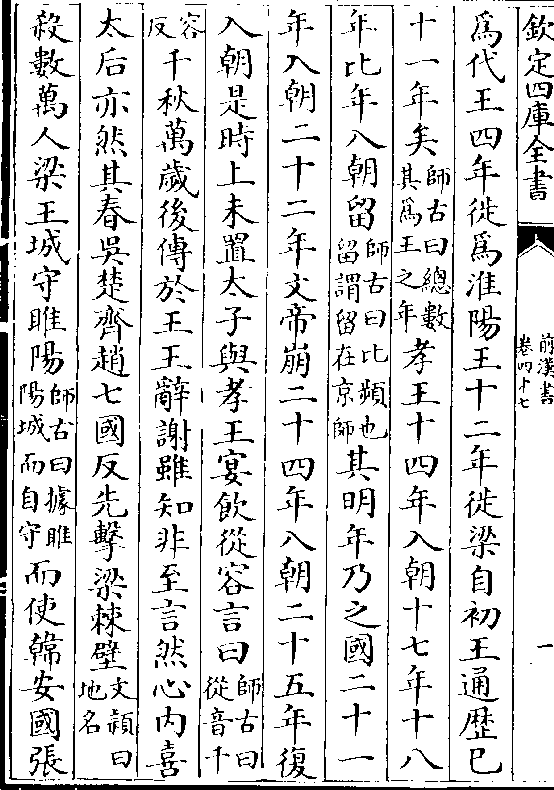 欽定四庫全書
前漢書
卷四十七
一
爲代王四年徙爲淮陽王十二年徙梁自初王通歴已
十一年矣師古曰總數其爲王之年孝王十四年入朝十七年十八
年比年入朝留師古曰比頻也留謂留在京師其明年乃之國二十一
年入朝二十二年文帝崩二十四年入朝二十五年復
入朝是時上未置太子與孝王宴飲從容言曰師古曰從音千
容反千秋萬歲後傳於王王辭謝雖知非至言然心内喜
太后亦然其春吳楚齊趙七國反先擊梁棘壁文穎曰地名
殺數萬人梁王城守睢陽師古曰據睢陽城而自守而使韓安國張